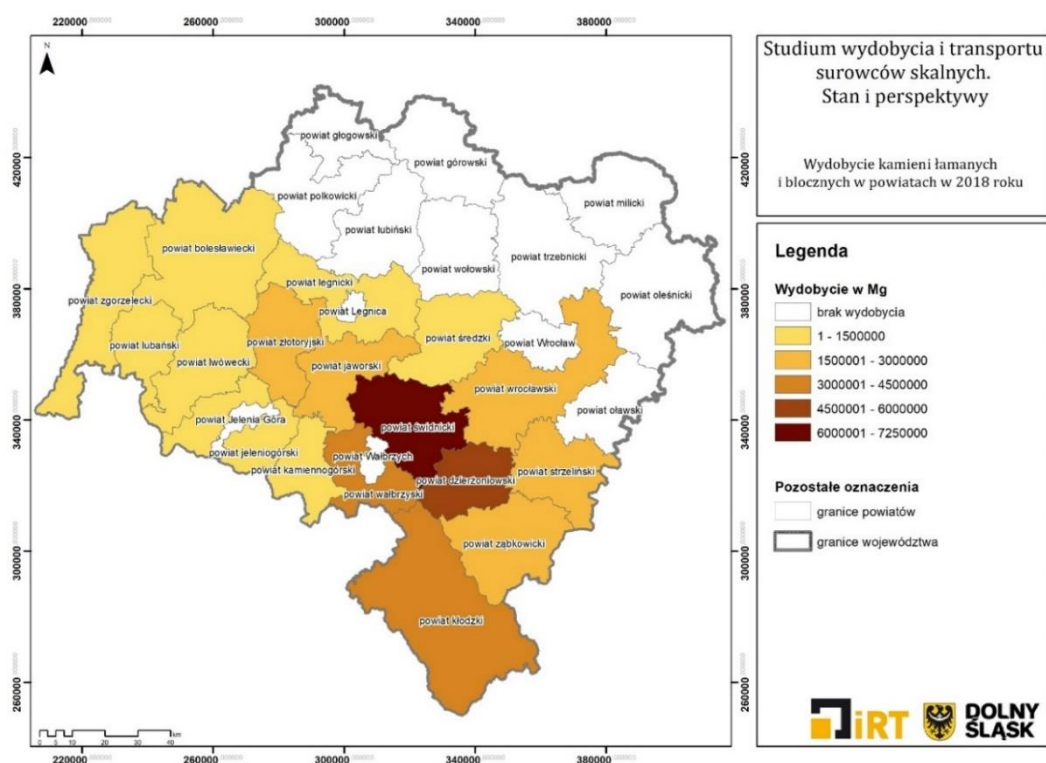 220000 260000 300000 340000 380000
N
Studium wydobycia i transportu
surowców skalnych.
Stan i perspektywy
Wydobycie kamieni łamanych
i blocznych w powiatach w 2018 roku
Legenda
Wydobycie w Mg
brak wydobycia
1 - 1500000
1500001 - 3000000
3000001 - 4500000
4500001 - 6000000
6000001 - 7250000
Pozostałe oznaczenia
granice powiatów
granice województwa
420000
380000
340000
300000
260000
420000
380000
340000
300000
260000
powiat głogowski
powiat górowski
powiat polkowicki
powiat milicki
powiat lubiński
powiat bolesławiecki
powiat trzebnicki
powiat wołowski
powiat legnicki
powiat oleśnicki
powiat zgorzelecki
powiat Legnica
powiat średzki
powiat Wrocław
powiat złotoryjski
powiat lubański
powiat lwówecki
powiat jaworski
powiat wrocławski
powiat oławski
powiat Jelenia Góra
powiat świdnicki
powiat jeleniogórski
powiat Wałbrzych
powiat kamiennogórski
powiat strzeliński
powiat dzierżoniowski
powiat wałbrzyski
powiat ząbkowicki
powiat kłodzki
0 5 10 20 30 40
km
220000 260000 300000 340000 380000
iRT
DOLNY
ŚLĄSK